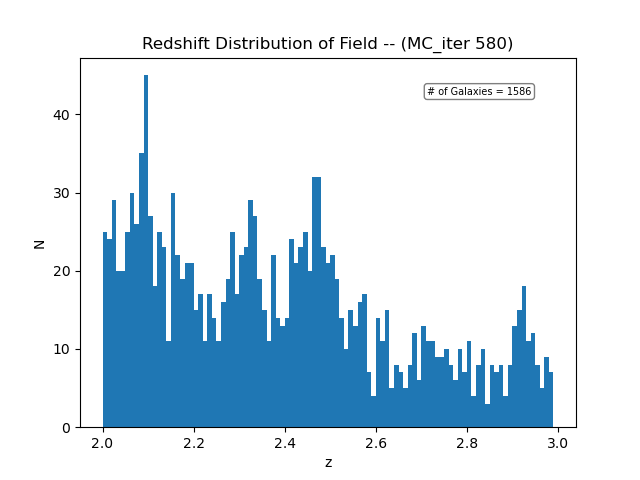 Redshift Distribution of Field -- (MC_iter 580)
# of Galaxies = 1586
40
30
20
10
0
N
2.0 2.2 2.4 2.6 2.8 3.0
z